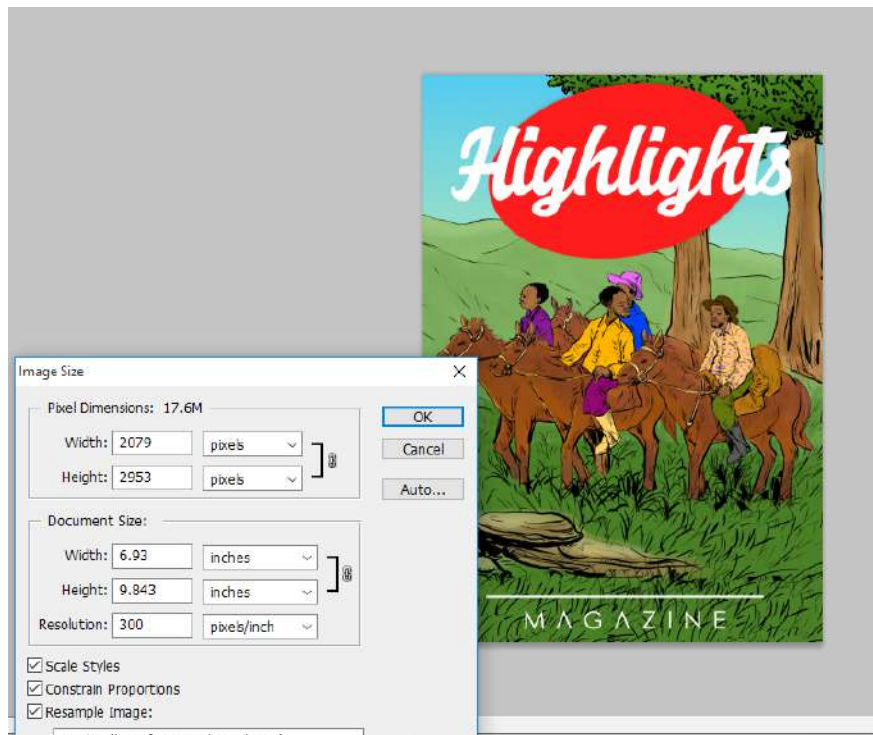 Highlights
MAGAZINE
Image Size
Pixel Dimensions: 17.6M
Width: 2079 pixels
Height: 2953 pixels
Document Size:
Width: 6.93 inches
Height: 9.843 inches
Resolution: 300 pixels/inch
Scale Styles
Constrain Proportions
Resample Image:
OK
Cancel
Auto...